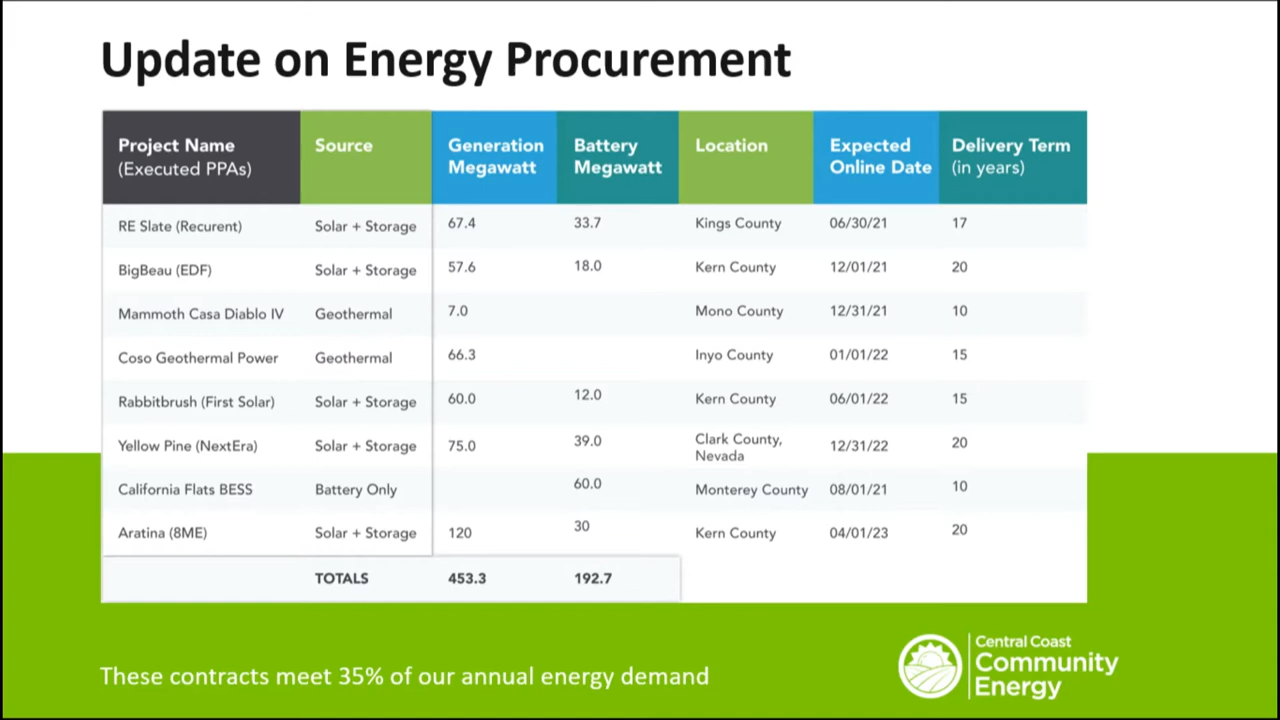 Update on Energy Procurement
Project Name Source Generation Battery Location Expected Delivery Term
(Executed PPAs) Megawatt Megawatt Online Date (in years)
RE Slate (Recurent) Solar + Storage 67.4 33.7 Kings County 06/30/21 17
BigBeau (EDF) Solar + Storage 57.6 18.0 Kern County 12/01/21 20
Mammoth Casa Diablo IV Geothermal 7.0 Mono County 12/31/21 10
Coso Geothermal Power Geothermal 66.3 Inyo County 01/01/22 15
Rabbitbrush (First Solar) Solar + Storage 60.0 12.0 Kern County 06/01/22 15
Yellow Pine (NextEra) Solar + Storage 75.0 39.0 Clark County, 12/31/22 20
Nevada
California Flats BESS Battery Only 60.0 Monterey County 08/01/21 10
Aratina (8ME) Solar + Storage 120 30 Kern County 04/01/23 20
TOTALS 453.3 192.7
These contracts meet 35% of our annual energy demand
Central Coast
Community
Energy